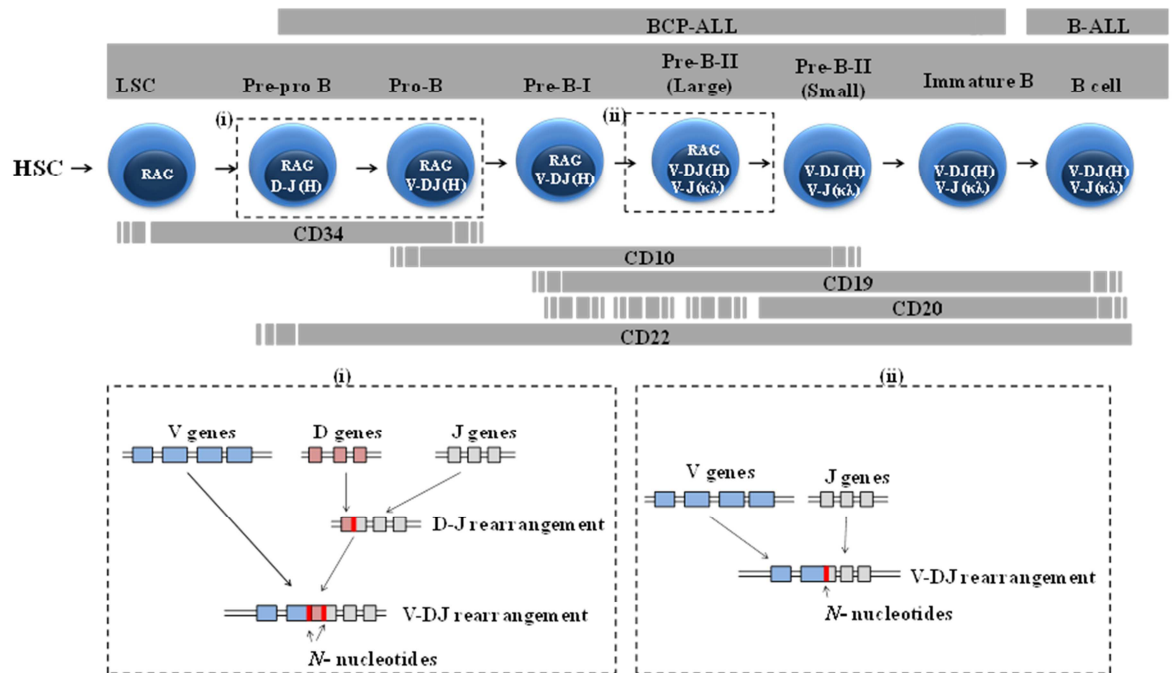 BCP-ALL
B-ALL
LSC
Pre-pro B
Pro-B
Pre-B-I
Pre-B-II
(Large)
Pre-B-II
(Small)
Immature B
B cell
(i)
(ii)
HSC
RAG
RAG
D-J(H)
RAG
V-DJ(H)
RAG
V-DJ(H)
RAG
V-DJ(H)
V-J(κλ)
V-DJ(H)
V-J(κλ)
V-DJ(H)
V-J(κλ)
V-DJ(H)
V-J(κλ)
CD34
CD10
CD19
CD20
CD22
(i)
V genes
D genes
J genes
D-J rearrangement
V-DJ rearrangement
N- nucleotides
(ii)
V genes
J genes
V-DJ rearrangement
N- nucleotides